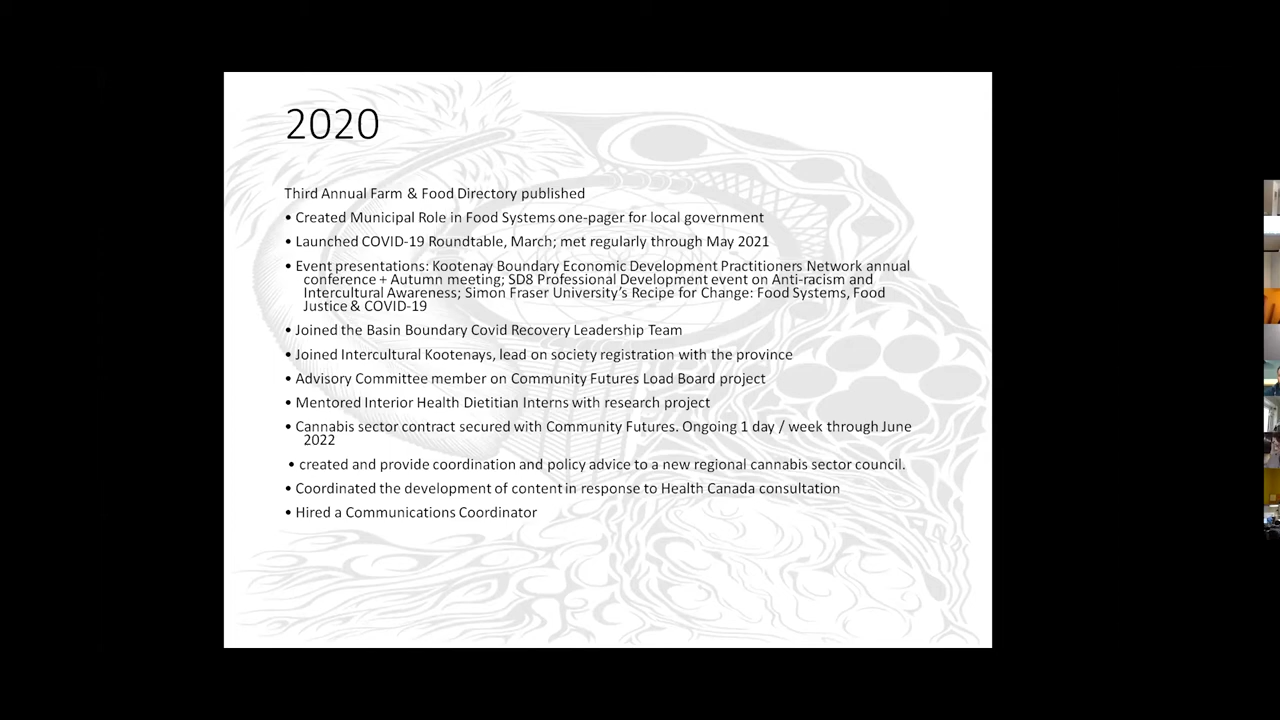 2020
Third Annual Farm & Food Directory published
• Created Municipal Role in Food Systems one-pager for local government
• Launched COVID-19 Roundtable, March; met regularly through May 2021
• Event presentations: Kootenay Boundary Economic Development Practitioners Network annual
conference + Autumn meeting; SD8 Professional Development event on Anti-racism and
Intercultural Awareness; Simon Fraser University's Recipe for Change: Food Systems, Food
Justice & COVID-19
• Joined the Basin Boundary Covid Recovery Leadership Team
• Joined Intercultural Kootenays, lead on society registration with the province
• Advisory Committee member on Community Futures Load Board project
• Mentored Interior Health Dietitian Interns with research project
• Cannabis sector contract secured with Community Futures. Ongoing 1 day / week through June
2022
• created and provide coordination and policy advice to a new regional cannabis sector council.
• Coordinated the development of content in response to Health Canada consultation
• Hired a Communications Coordinator